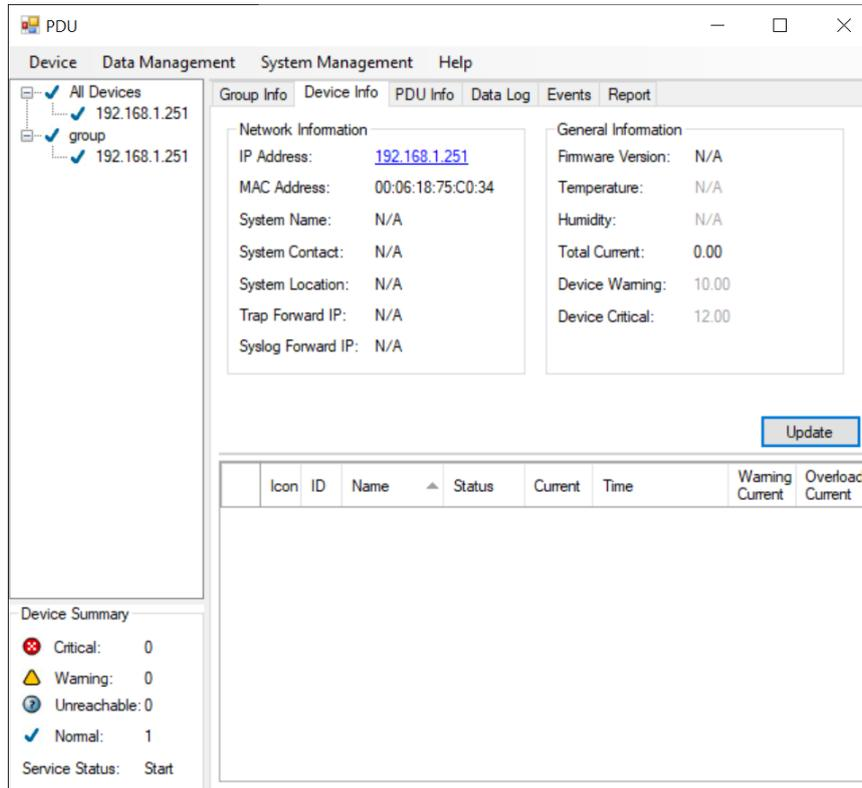 PDU
Device Data Management System Management Help
All Devices
192.168.1.251
group
192.168.1.251
Group Info Device Info PDU Info Data Log Events Report
Network Information
IP Address: 192.168.1.251
MAC Address: 00:06:18:75:C0:34
System Name: N/A
System Contact: N/A
System Location: N/A
Trap Forward IP: N/A
Syslog Forward IP: N/A
General Information
Firmware Version: N/A
Temperature: N/A
Humidity: N/A
Total Current: 0.00
Device Warning: 10.00
Device Critical: 12.00
Update
Icon ID Name Status Current Time Warning Current Overload Current
Device Summary
Critical: 0
Warning: 0
Unreachable: 0
Normal: 1
Service Status: Start